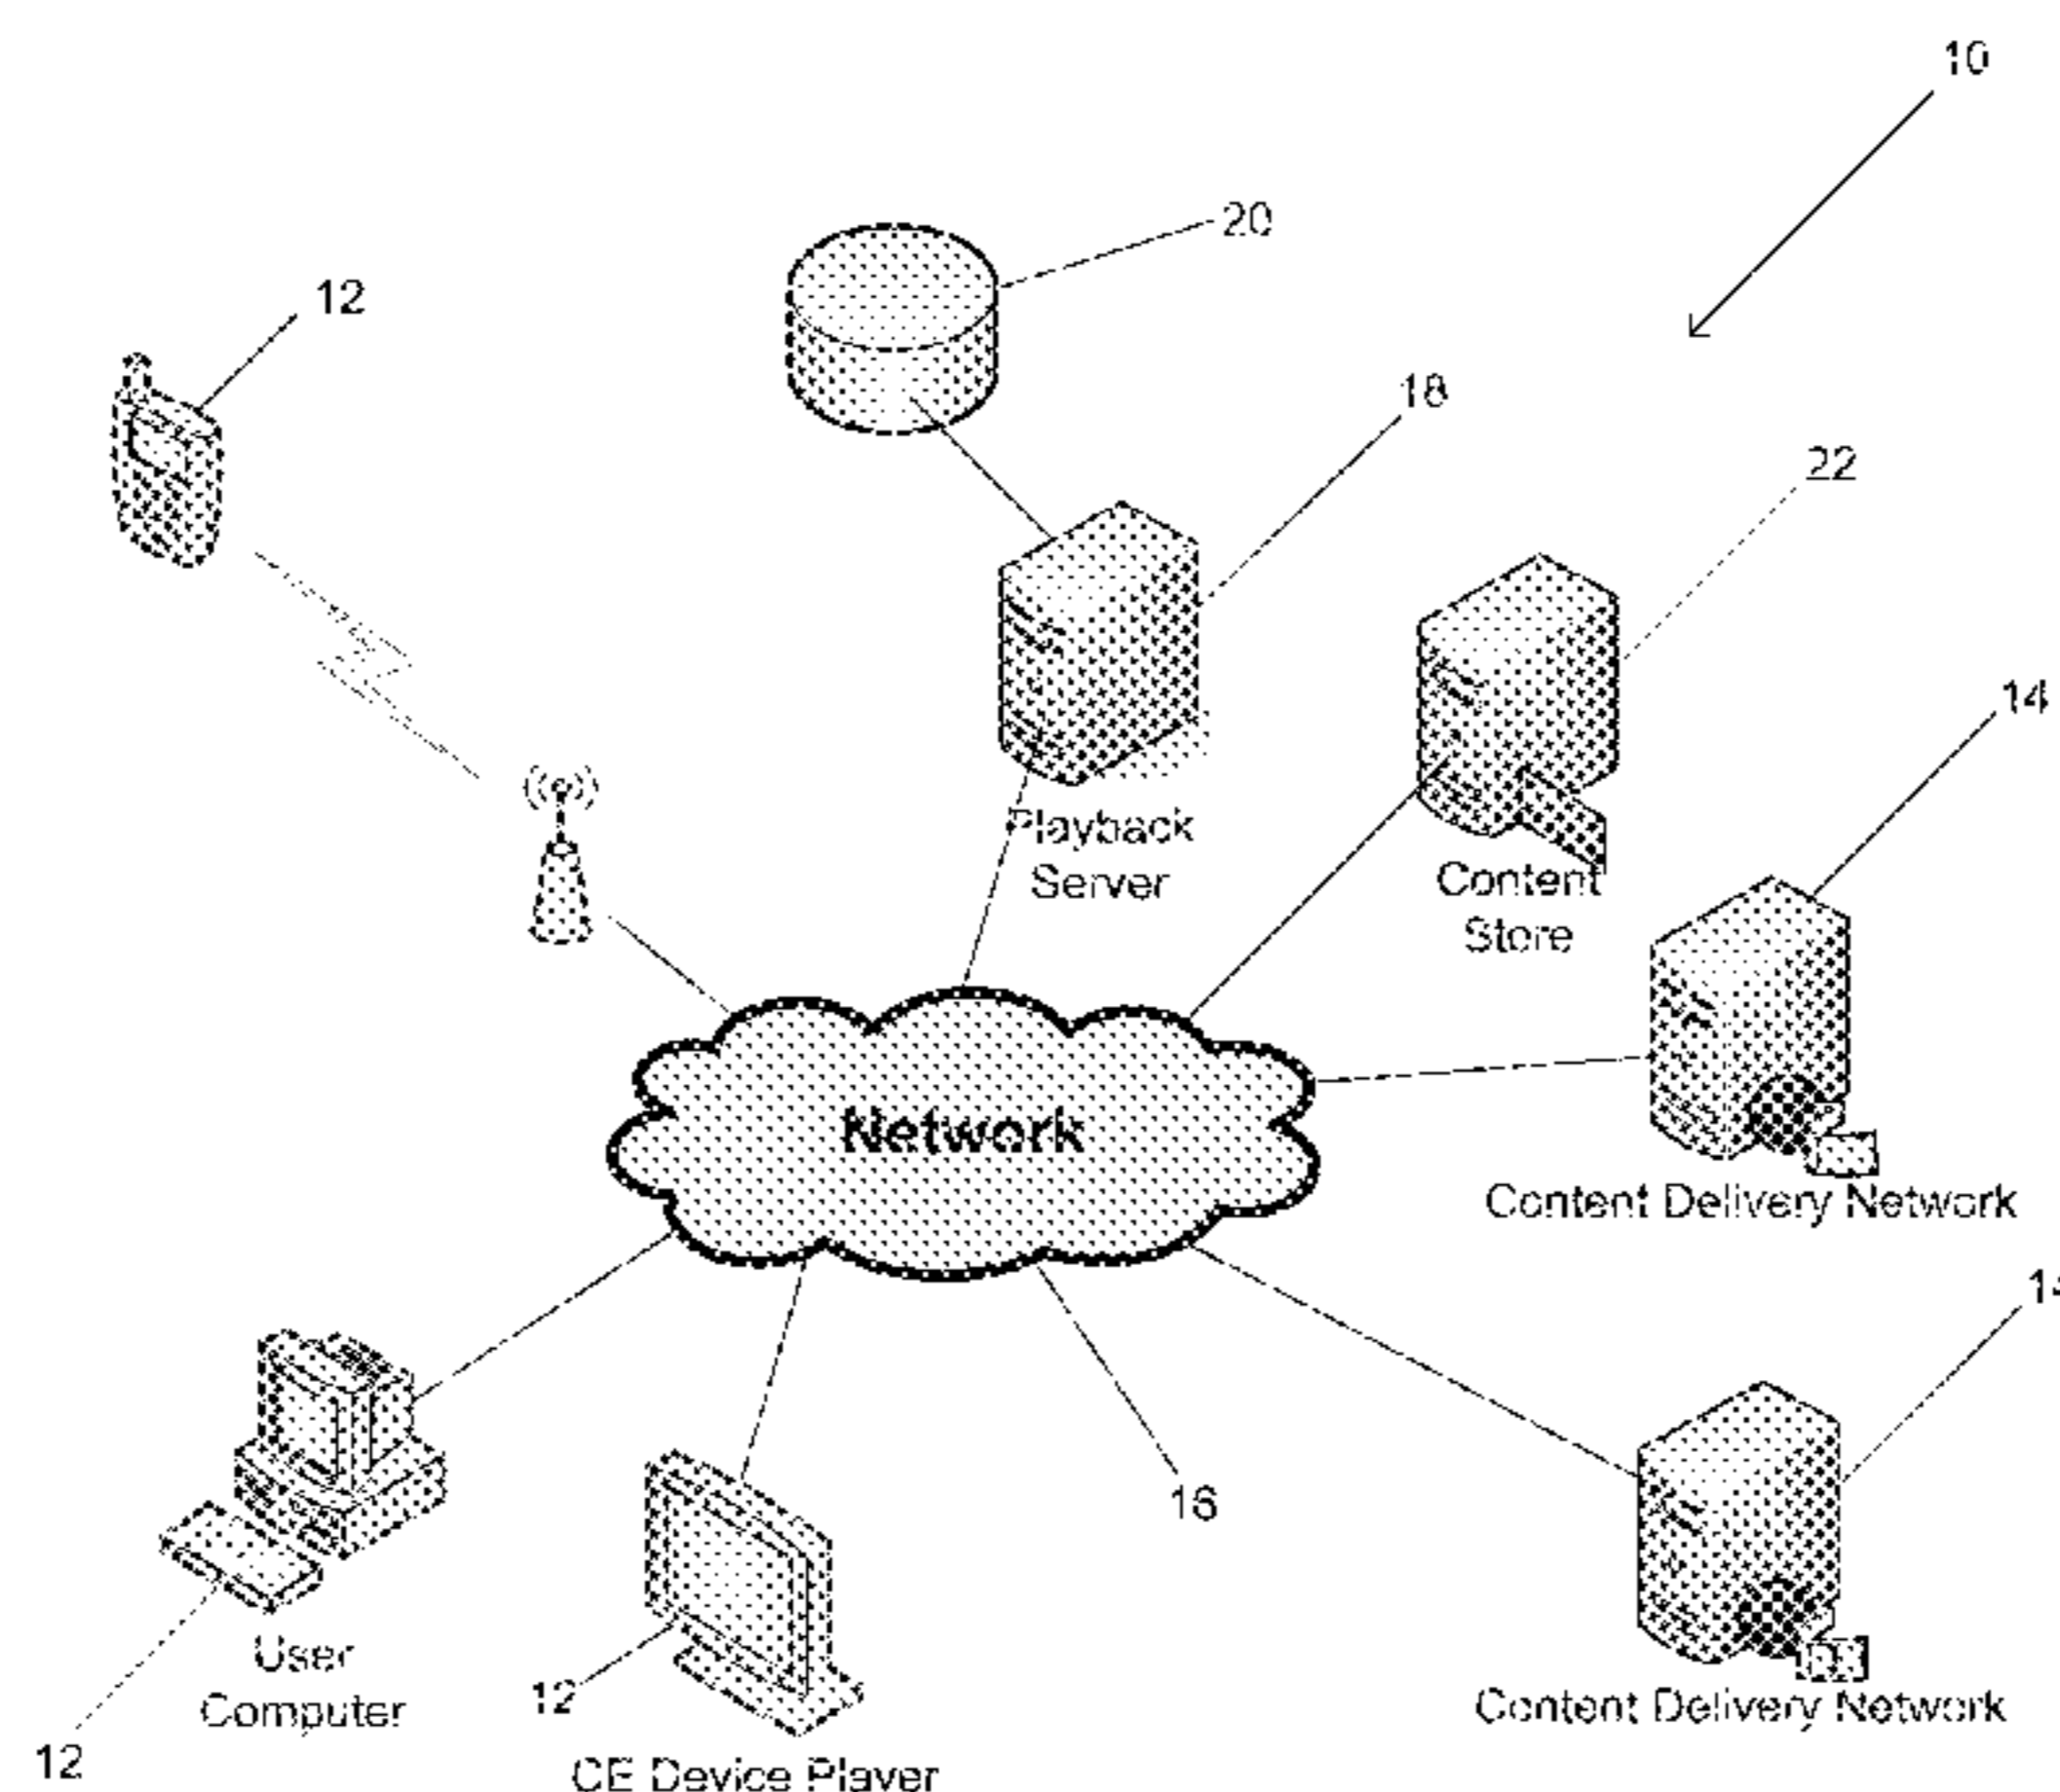 10
20
12
18
22
14
Playback
Server
Content
Store
Network
Content Delivery Network
16
User
Computer
12
12
CE Device Player
Content Delivery Network